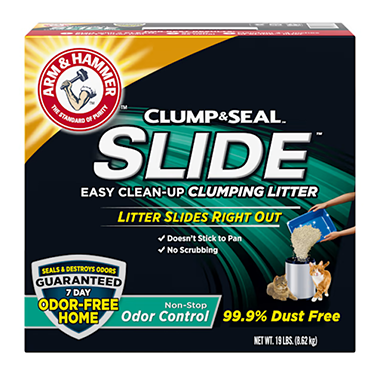 ARM & HAMMER
THE STANDARD OF PURITY
CLUMP&SEAL™
SLIDE™
EASY CLEAN-UP CLUMPING LITTER
LITTER SLIDES RIGHT OUT
✓ Doesn't Stick to Pan
✓ No Scrubbing
SEALS & DESTROYS ODORS
GUARANTEED
7 DAY
ODOR-FREE
HOME
Non-Stop
Odor Control
99.9% Dust Free
NET WT. 19 LBS. (8.62 kg)